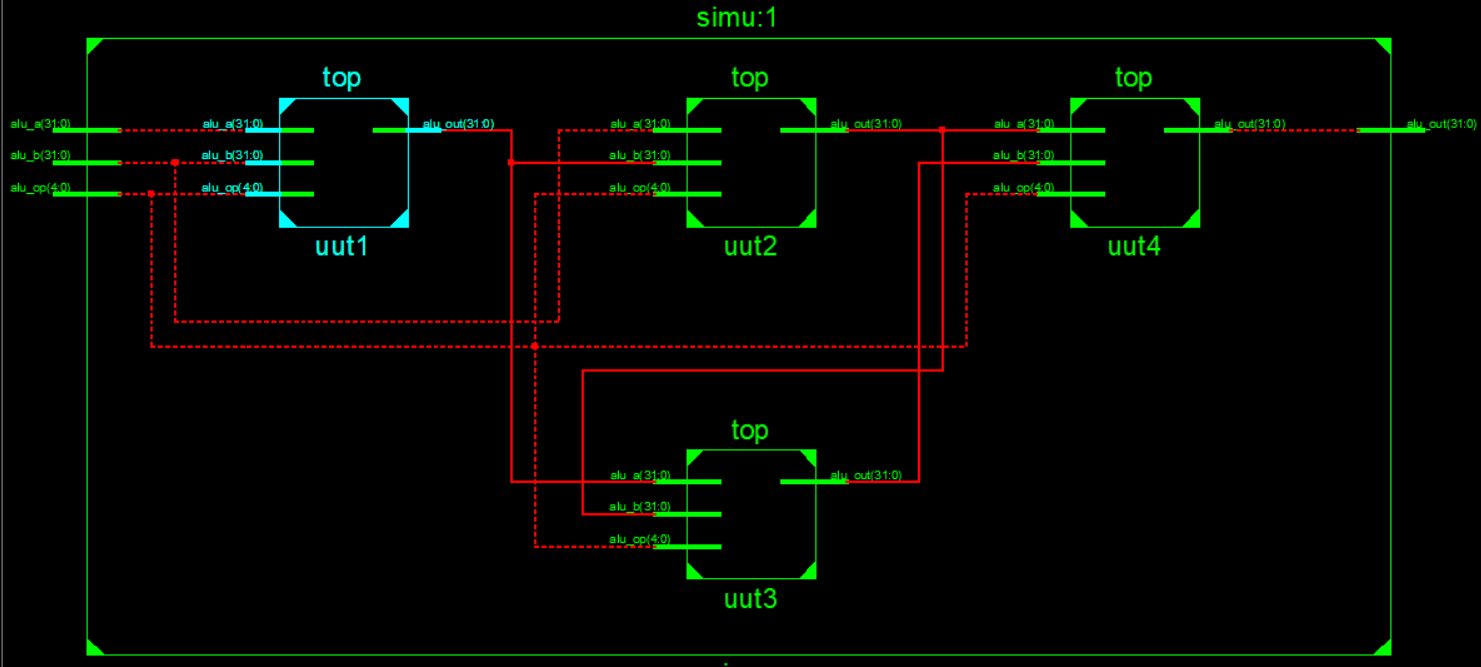 simu:1
top
top
top
alu_a(31:0)
alu_b(31:0)
alu_op(4:0)
alu_a(31:0)
alu_b(31:0)
alu_op(4:0)
alu_out(31:0)
uut1
alu_a(31:0)
alu_b(31:0)
alu_op(4:0)
alu_out(31:0)
uut2
alu_a(31:0)
alu_b(31:0)
alu_op(4:0)
alu_out(31:0)
uut4
alu_out(31:0)
top
alu_a(31:0)
alu_b(31:0)
alu_op(4:0)
alu_out(31:0)
uut3